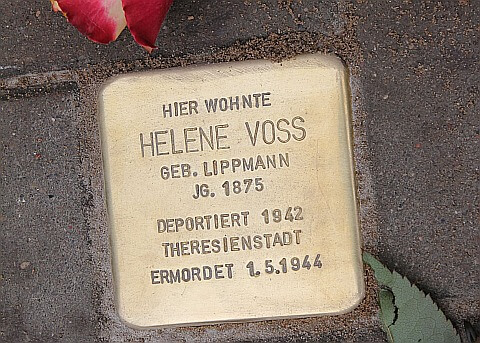 HIER WOHNTE
HELENE VOSS
GEB. LIPPMANN
JG. 1875
DEPORTIERT 1942
THERESIENSTADT
ERMORDET 1.5.1944